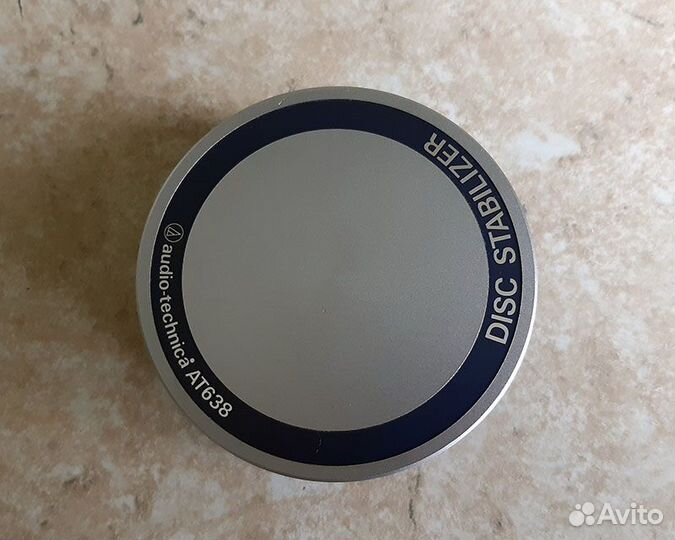 DISC STABILIZER
audio-technica AT638
Avito